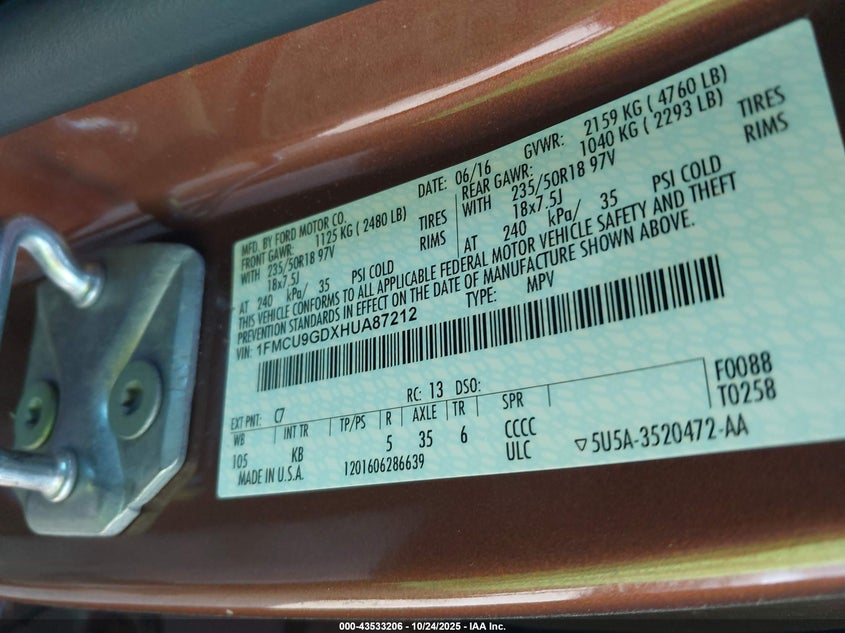 MFD. BY FORD MOTOR CO. DATE: 06/16 GVWR: 2159 KG ( 4760 LB)
FRONT GAWR: 1125 KG ( 2480 LB) REAR GAWR: 1040 KG ( 2293 LB)
WITH 235/50R18 97V TIRES WITH 235/50R18 97V TIRES
18x7.5J RIMS 18x7.5J RIMS
AT 240 kPa/ 35 PSI COLD AT 240 kPa/ 35 PSI COLD
THIS VEHICLE CONFORMS TO ALL APPLICABLE FEDERAL MOTOR VEHICLE SAFETY AND THEFT
PREVENTION STANDARDS IN EFFECT ON THE DATE OF MANUFACTURE SHOWN ABOVE.
VIN: 1FMCU9GDXHUA87212 TYPE: MPV
EXT PNT: C7 RC: 13 DSO: F0088
WB INT TR TP/PS R AXLE TR SPR T0258
105 KB 5 35 6 CCCC
ULC ▽5U5A-3520472-AA
MADE IN U.S.A. 1201606286639
000-43533206 - 10/24/2025 - IAA Inc.